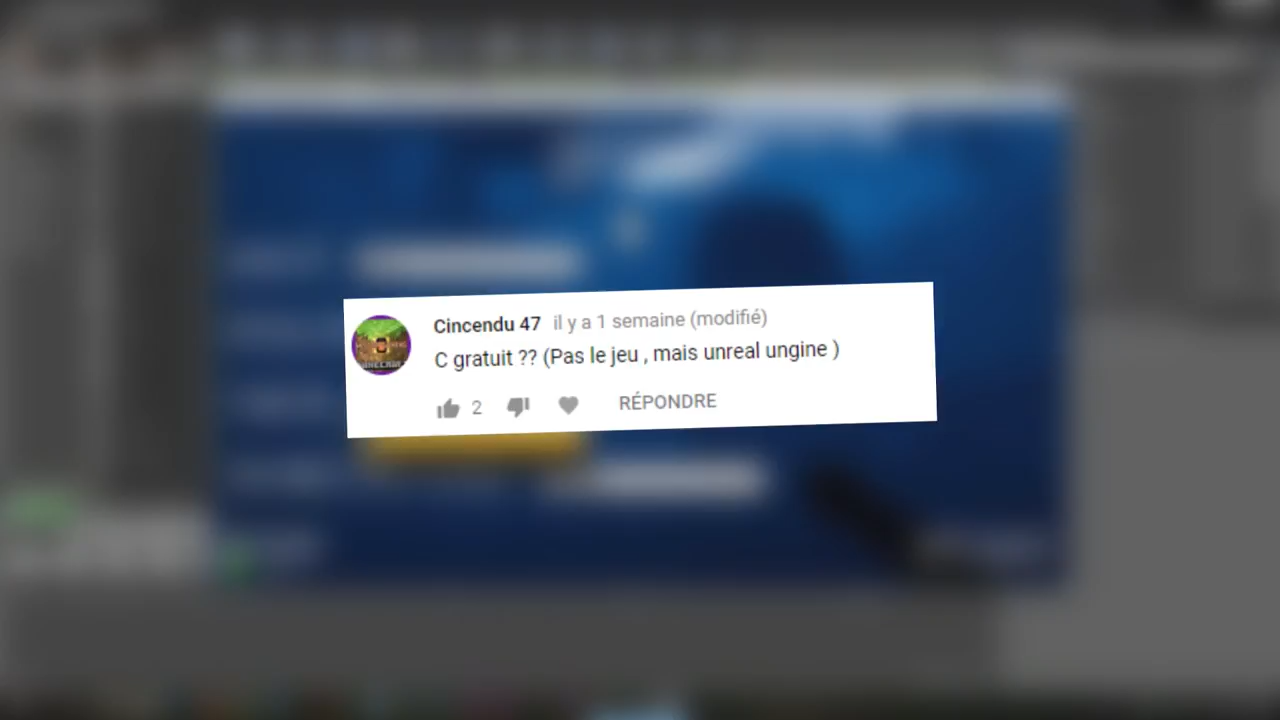 Cincendu 47 il y a 1 semaine (modifié)
C gratuit ?? (Pas le jeu , mais unreal ungine )
2 RÉPONDRE